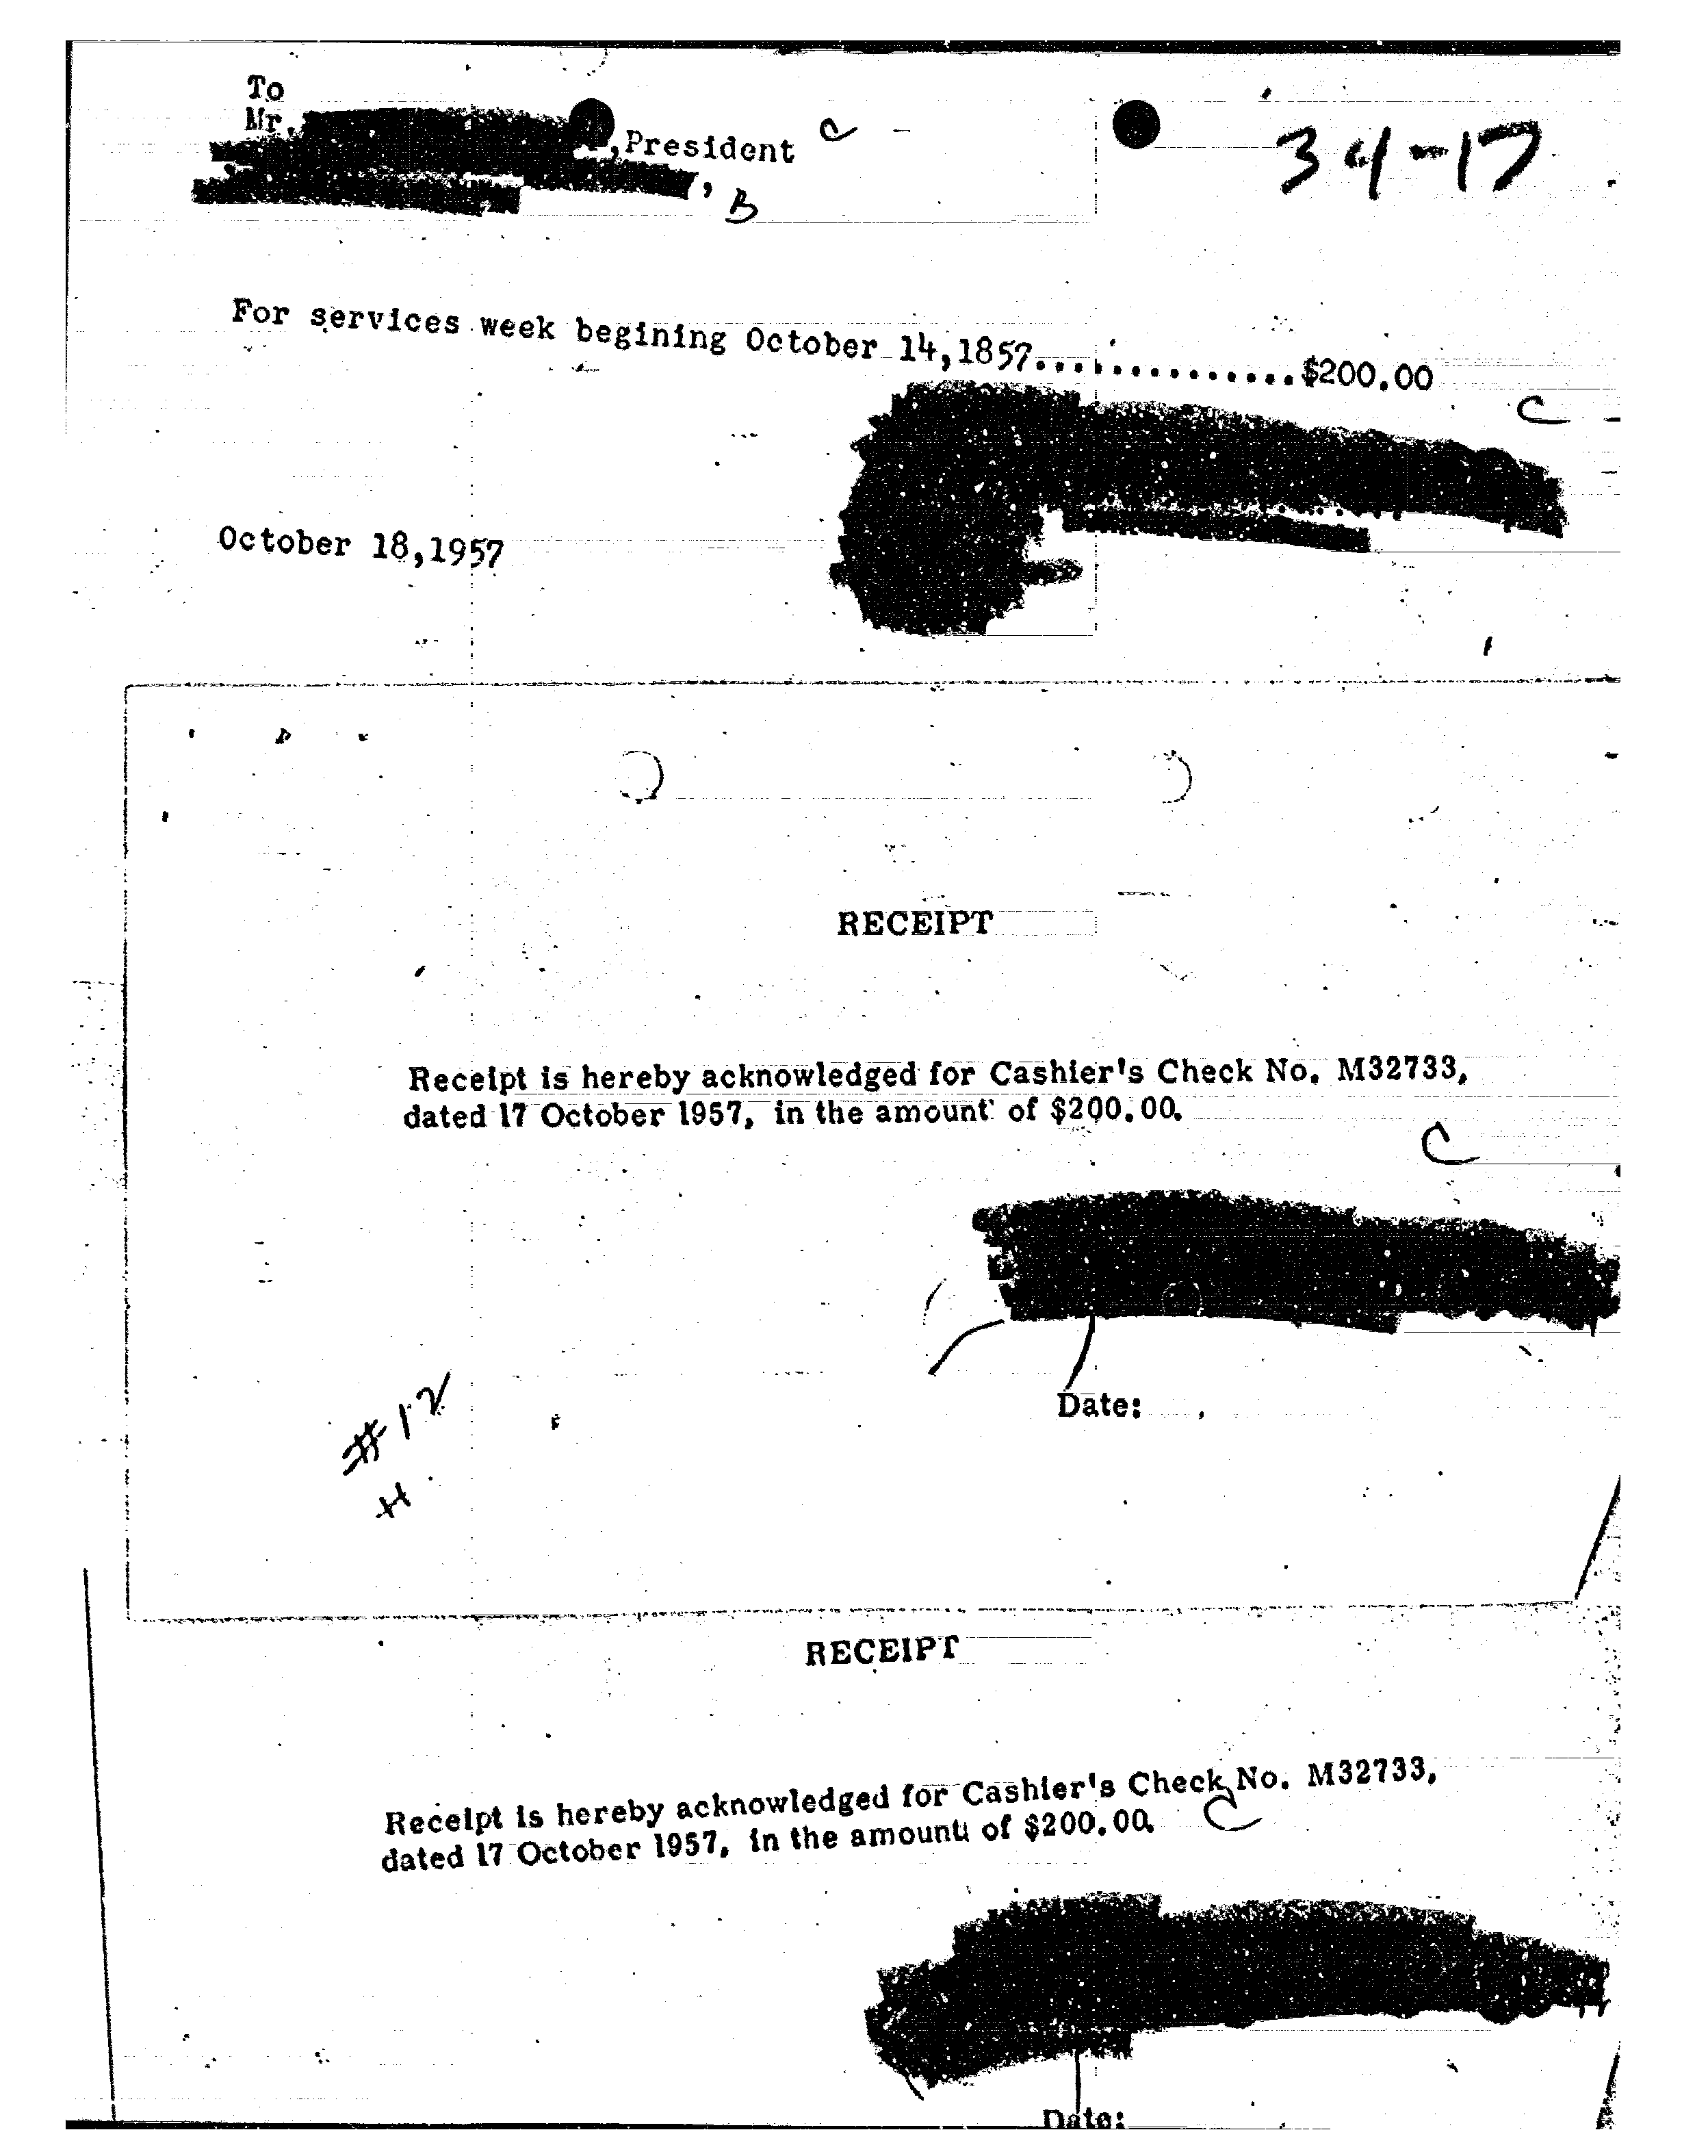 To
Mr. ,President C
, B
34-17
For services week begining October 14,1857...............$200.00
C
October 18,1957
RECEIPT
Receipt is hereby acknowledged for Cashier's Check No. M32733,
dated 17 October 1957, in the amount of $200.00.
C
Date:
#12
H
RECEIPT
Receipt is hereby acknowledged for Cashier's Check No. M32733,
dated 17 October 1957, in the amount of $200.00.
C
Date: